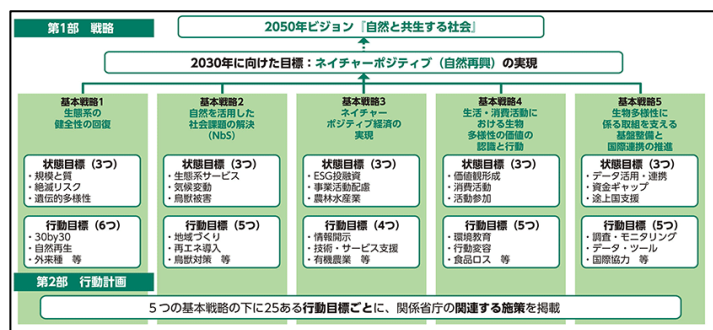 第1部 戦略
2050年ビジョン『自然と共生する社会』
2030年に向けた目標：ネイチャーポジティブ（自然再興）の実現
基本戦略1
生態系の
健全性の回復
状態目標（3つ）
・規模と質
・絶滅リスク
・遺伝的多様性
行動目標（6つ）
・30by30
・自然再生
・外来種 等
基本戦略2
自然を活用した
社会課題の解決
（NbS）
状態目標（3つ）
・生態系サービス
・気候変動
・鳥獣被害
行動目標（5つ）
・地域づくり
・再エネ導入
・鳥獣対策 等
基本戦略3
ネイチャー
ポジティブ経済の
実現
状態目標（3つ）
・ESG投融資
・事業活動配慮
・農林水産業
行動目標（4つ）
・情報開示
・技術・サービス支援
・有機農業 等
基本戦略4
生活・消費活動に
おける生物
多様性の価値の
認識と行動
状態目標（3つ）
・価値観形成
・消費活動
・活動参加
行動目標（5つ）
・環境教育
・行動変容
・食品ロス 等
基本戦略5
生物多様性に
係る取組を支える
基盤整備と
国際連携の推進
状態目標（3つ）
・データ活用・連携
・資金ギャップ
・途上国支援
行動目標（5つ）
・調査・モニタリング
・データ・ツール
・国際協力 等
第2部 行動計画
5つの基本戦略の下に25ある行動目標ごとに、関係省庁の関連する施策を掲載